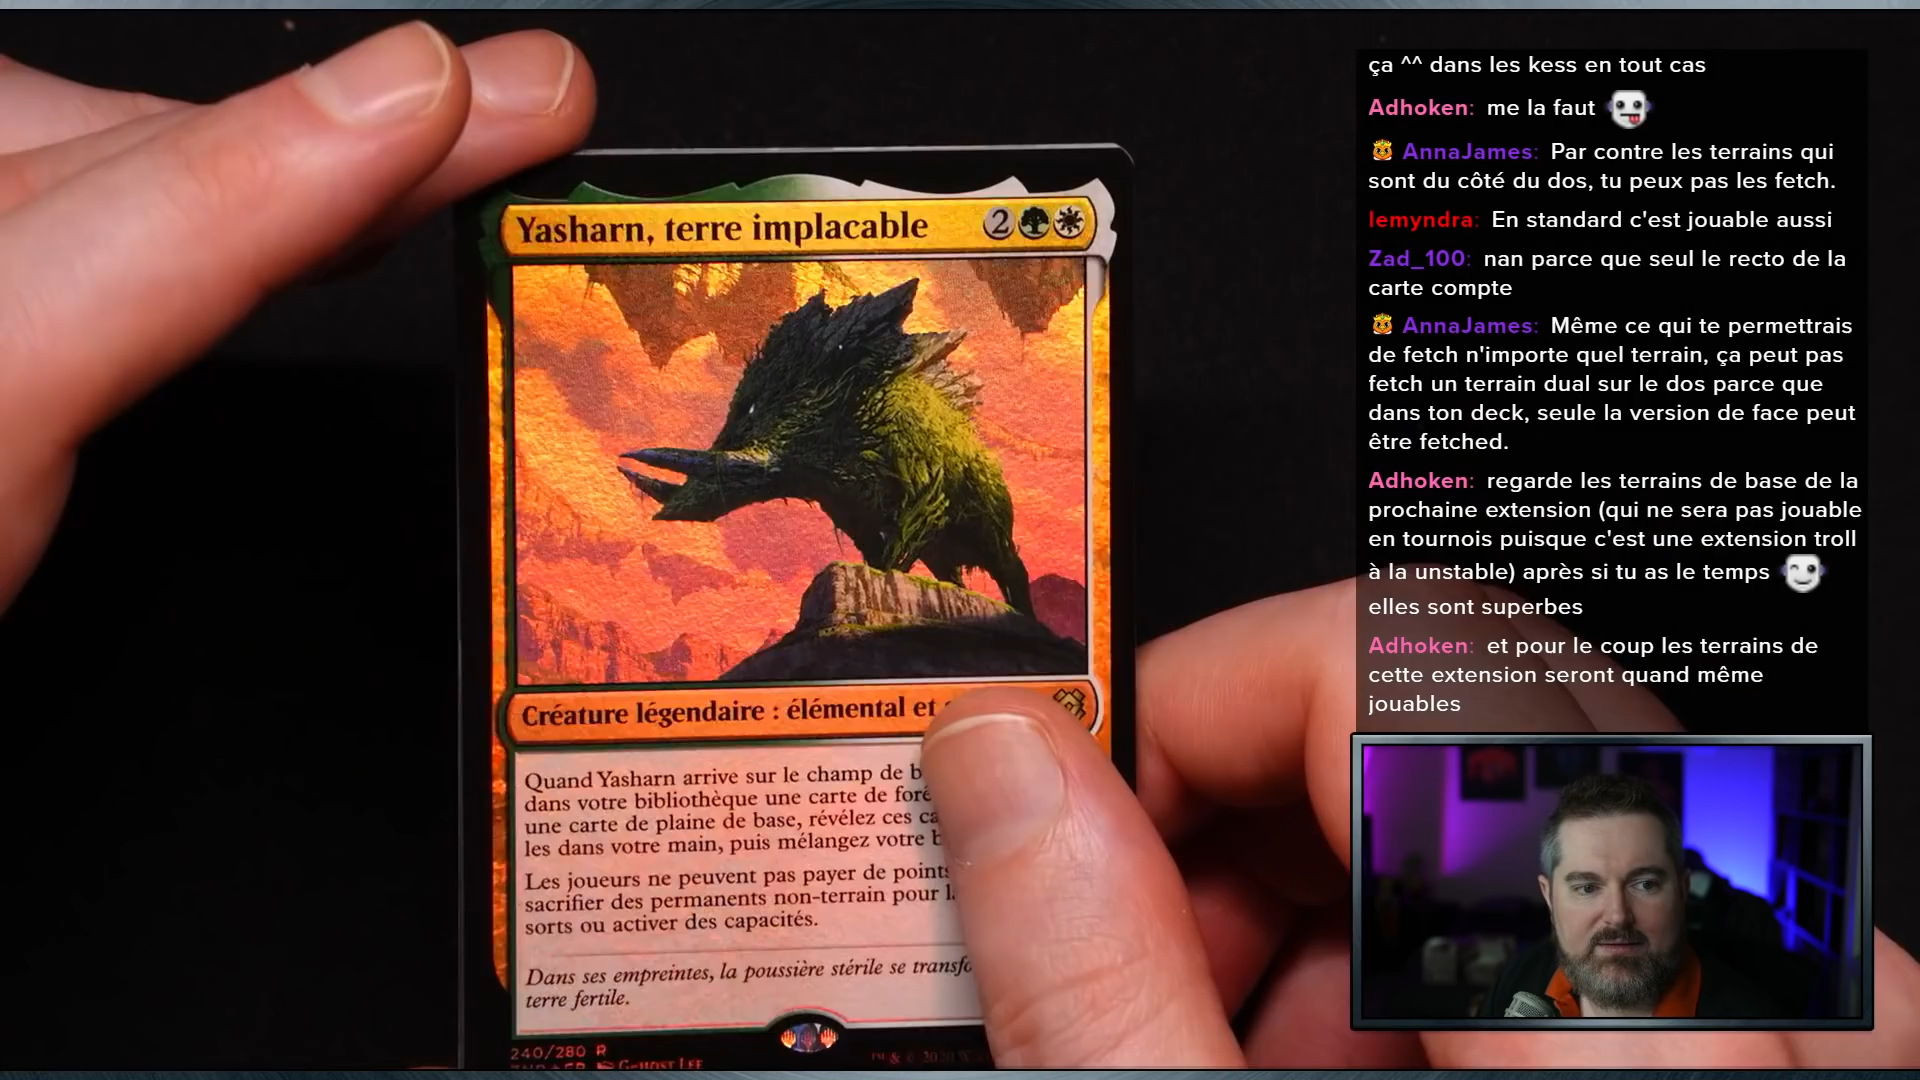 Yasharn, terre implacable
2
Créature légendaire : élémental et
Quand Yasharn arrive sur le champ de
dans votre bibliothèque une carte de
une carte de plaine de base, révélez ces
les dans votre main, puis mélangez votre
Les joueurs ne peuvent pas payer de points
sacrifier des permanents non-terrain pour
sorts ou activer des capacités.
Dans ses empreintes, la poussière stérile se
terre fertile.
240/280 R
™ & © 2020
ça ^^ dans les kess en tout cas
Adhoken: me la faut
AnnaJames: Par contre les terrains qui
sont du côté du dos, tu peux pas les fetch.
lemyndra: En standard c'est jouable aussi
Zad_100: nan parce que seul le recto de la
carte compte
AnnaJames: Même ce qui te permettrais
de fetch n'importe quel terrain, ça peut pas
fetch un terrain dual sur le dos parce que
dans ton deck, seule la version de face peut
être fetched.
Adhoken: regarde les terrains de base de la
prochaine extension (qui ne sera pas jouable
en tournois puisque c'est une extension troll
à la unstable) après si tu as le temps
elles sont superbes
Adhoken: et pour le coup les terrains de
cette extension seront quand même
jouables